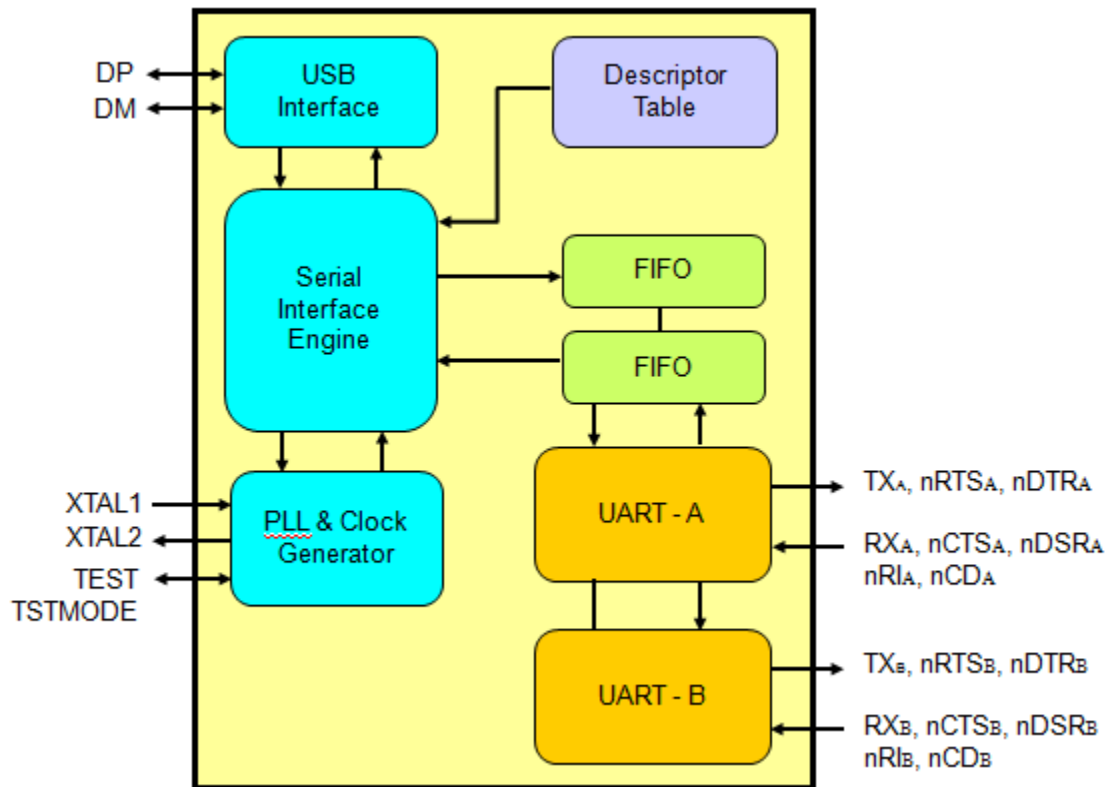 DP
DM
USB
Interface
Descriptor
Table
Serial
Interface
Engine
FIFO
FIFO
XTAL1
XTAL2
TEST
TSTMODE
PLL & Clock
Generator
UART - A
TXA, nRTSA, nDTRA
RXA, nCTSA, nDSRA
nRIA, nCDA
UART - B
TXB, nRTSB, nDTRB
RXB, nCTSB, nDSRB
nRIB, nCDB